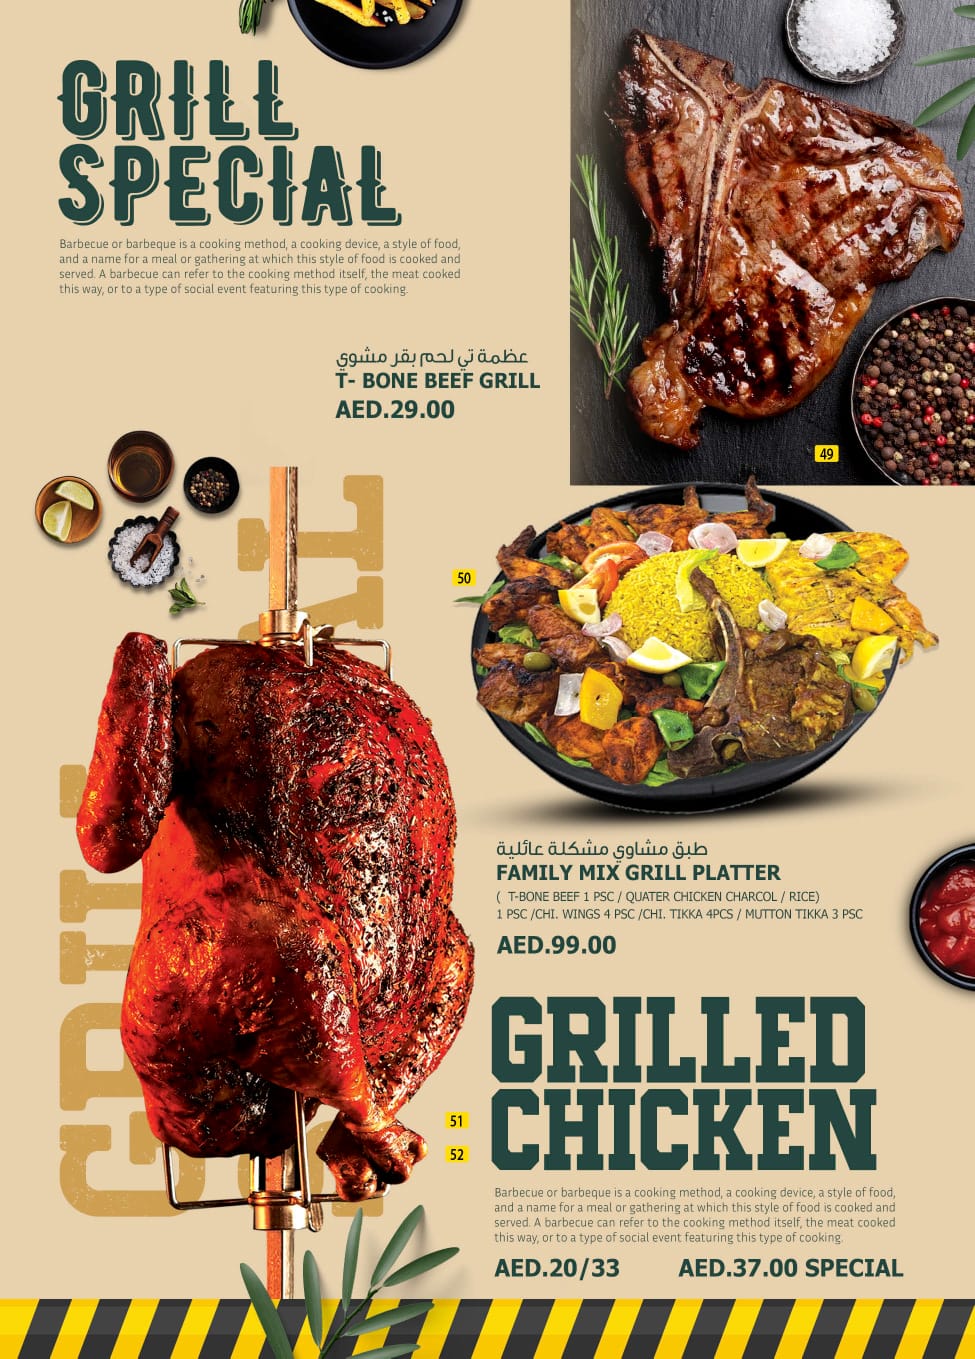 GRILL
SPECIAL
Barbecue or barbeque is a cooking method, a cooking device, a style of food,
and a name for a meal or gathering at which this style of food is cooked and
served. A barbecue can refer to the cooking method itself, the meat cooked
this way, or to a type of social event featuring this type of cooking.
عظمة تي لحم بقر مشوي
T- BONE BEEF GRILL
AED.29.00
49
50
GRILL
SPECIAL
طبق مشاوي مشكلة عائلية
FAMILY MIX GRILL PLATTER
( T-BONE BEEF 1 PSC / QUATER CHICKEN CHARCOL / RICE)
1 PSC /CHI. WINGS 4 PSC /CHI. TIKKA 4PCS / MUTTON TIKKA 3 PSC
AED.99.00
GRILLED
CHICKEN
51
52
Barbecue or barbeque is a cooking method, a cooking device, a style of food,
and a name for a meal or gathering at which this style of food is cooked and
served. A barbecue can refer to the cooking method itself, the meat cooked
this way, or to a type of social event featuring this type of cooking.
AED.20/33 AED.37.00 SPECIAL